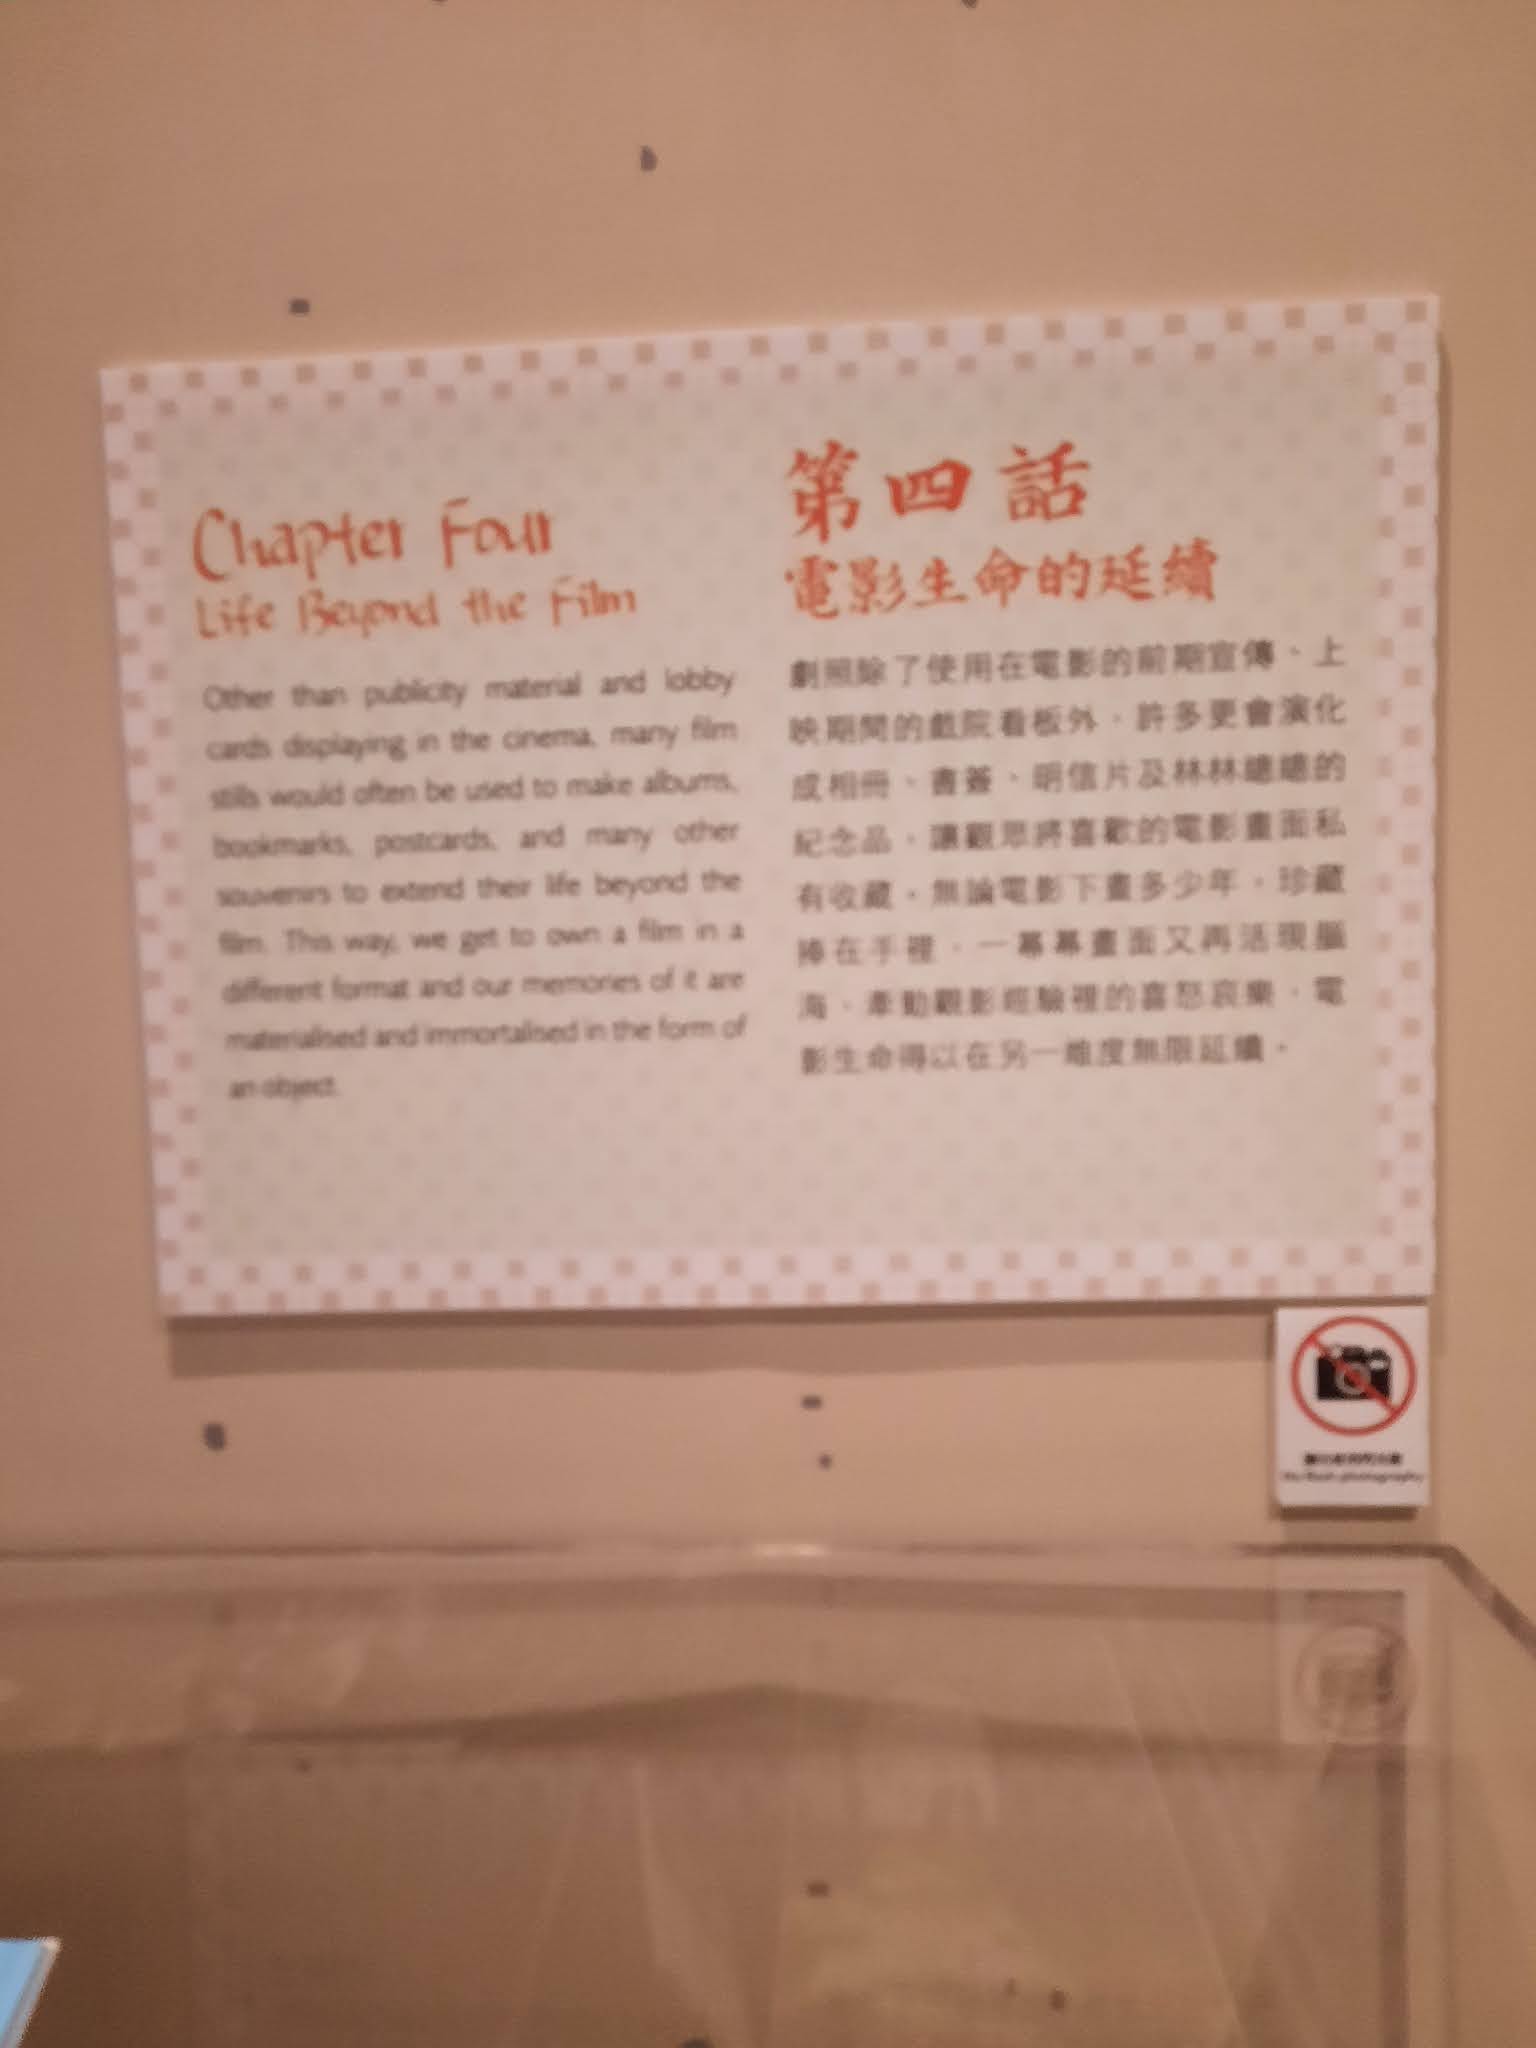 Chapter Four
Life Beyond the Film
Other than publicity material and lobby
cards displaying in the cinema, many film
stills would often be used to make albums,
bookmarks, postcards, and many other
souvenirs to extend their life beyond the
film. This way, we get to own a film in a
different format and our memories of it are
materialised and immortalised in the form of
an object.
第四話
電影生命的延續
劇照除了使用在電影的前期宣傳、上
映期間的戲院看板外,許多更會演化
成相冊、書簽、明信片及林林總總的
紀念品,讓觀眾將喜歡的電影畫面私
有收藏。無論電影下畫多少年,珍藏
捧在手裡,一幕幕畫面又再活現腦
海,牽動觀影經驗裡的喜怒哀樂,電
影生命得以在另一維度無限延續。
No flash photography